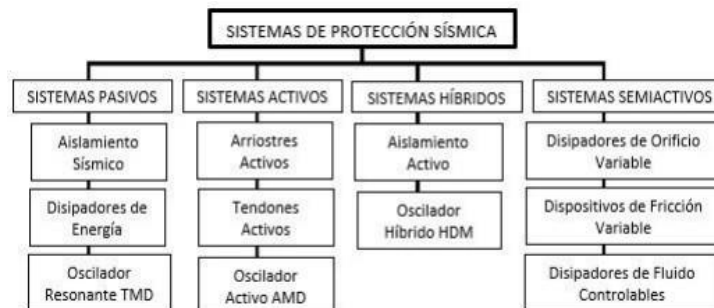 SISTEMAS DE PROTECCIÓN SÍSMICA
SISTEMAS PASIVOS
Aislamiento
Sísmico
Disipadores de
Energía
Oscilador
Resonante TMD
SISTEMAS ACTIVOS
Arriostres
Activos
Tendones
Activos
Oscilador
Activo AMD
SISTEMAS HÍBRIDOS
Aislamiento
Activo
Oscilador
Híbrido HDM
SISTEMAS SEMIACTIVOS
Disipadores de Orificio
Variable
Dispositivos de Fricción
Variable
Disipadores de Fluido
Controlables